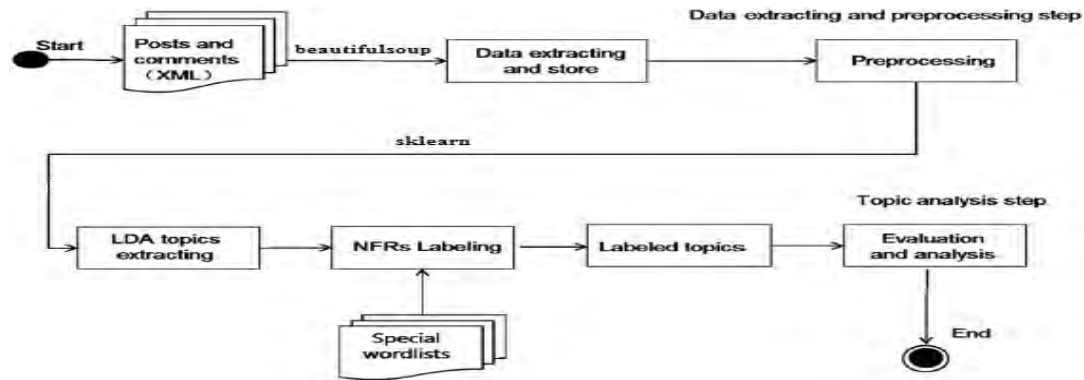 Data extracting and preprocessing step
Start
Posts and
comments
(XML)
beautifulsoup
Data extracting
and store
Preprocessing
sklearn
Topic analysis step
LDA topics
extracting
NFRs Labeling
Labeled topics
Evaluation
and analysis
Special
wordlists
End